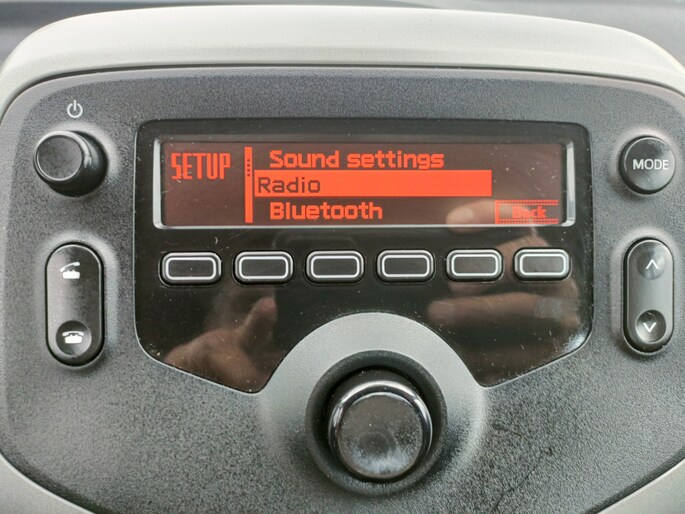 SETUP
Sound settings
Radio
Bluetooth
Back
MODE